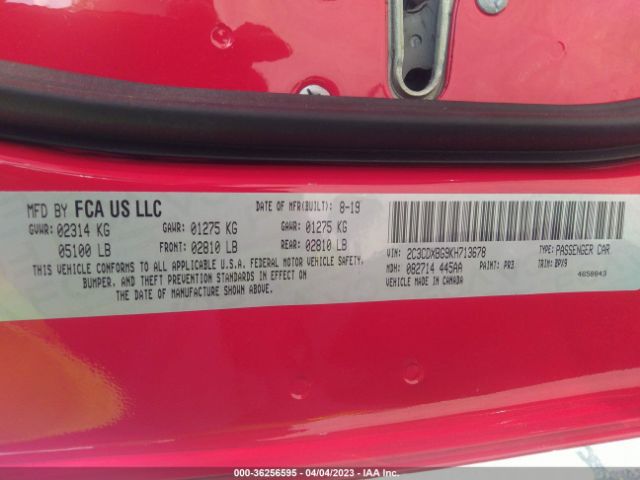 MFD BY FCA US LLC
DATE OF MFR(BUILT): 8-19
GVWR: 02314 KG
GAWR: 01275 KG
GAWR: 01275 KG
05100 LB
FRONT: 02810 LB
REAR: 02810 LB
THIS VEHICLE CONFORMS TO ALL APPLICABLE U.S.A. FEDERAL MOTOR VEHICLE SAFETY,
BUMPER, AND THEFT PREVENTION STANDARDS IN EFFECT ON
THE DATE OF MANUFACTURE SHOWN ABOVE.
VIN: 2C3CDXBG9KH713678
TYPE: PASSENGER CAR
MDH: 082714 445AA
PAINT: PR3
TRIM: BPX9
VEHICLE MADE IN CANADA
4658043
000-36256595 - 04/04/2023 - IAA Inc.